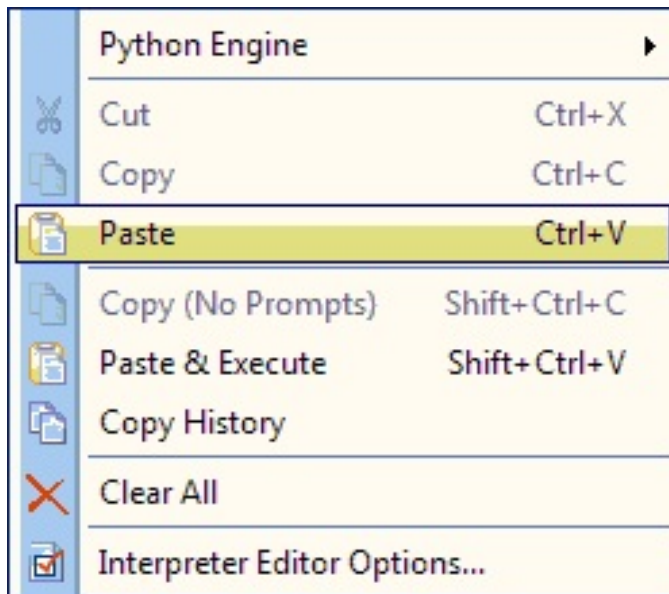 Python Engine
Cut Ctrl+X
Copy Ctrl+C
Paste Ctrl+V
Copy (No Prompts) Shift+Ctrl+C
Paste & Execute Shift+Ctrl+V
Copy History
Clear All
Interpreter Editor Options...